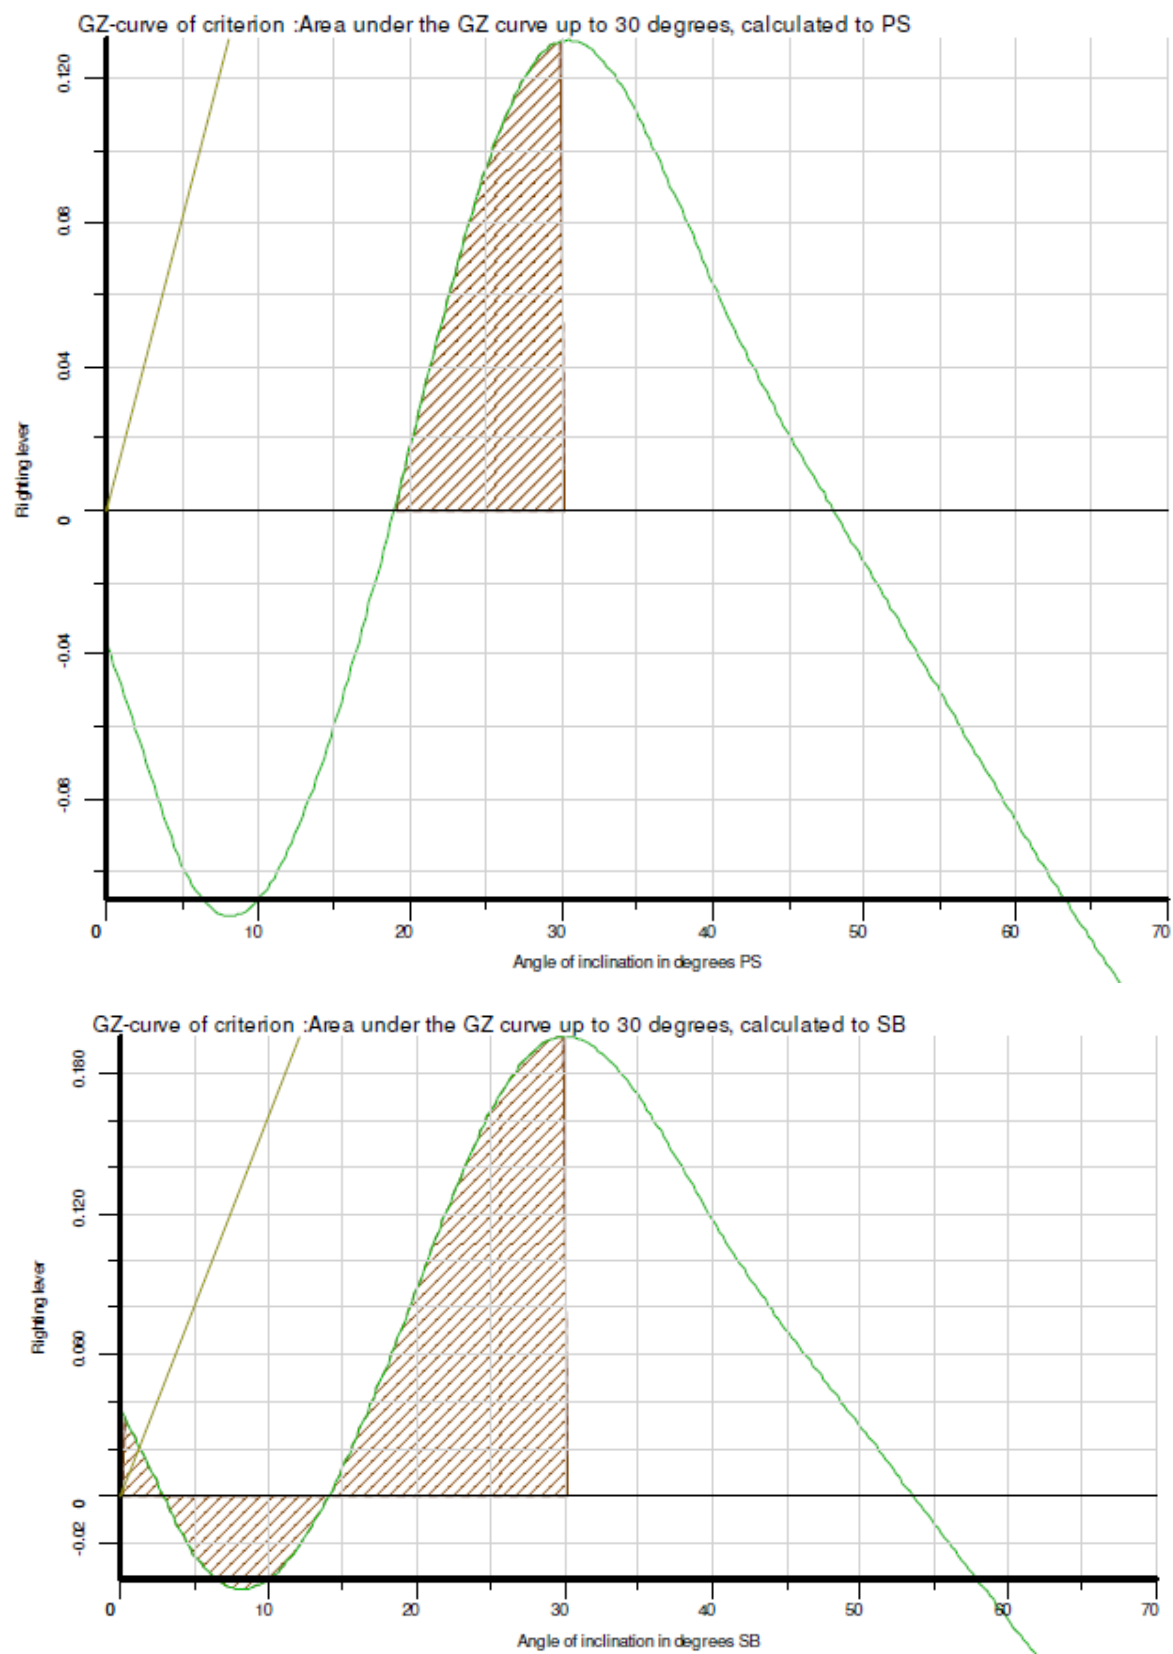 GZ-curve of criterion :Area under the GZ curve up to 30 degrees, calculated to PS
0.120
0.08
0.04
0
-0.04
-0.08
Righting lever
0 10 20 30 40 50 60 70
Angle of inclination in degrees PS
GZ-curve of criterion :Area under the GZ curve up to 30 degrees, calculated to SB
0.180
0.120
0.060
0
-0.02
Righting lever
0 10 20 30 40 50 60 70
Angle of inclination in degrees SB